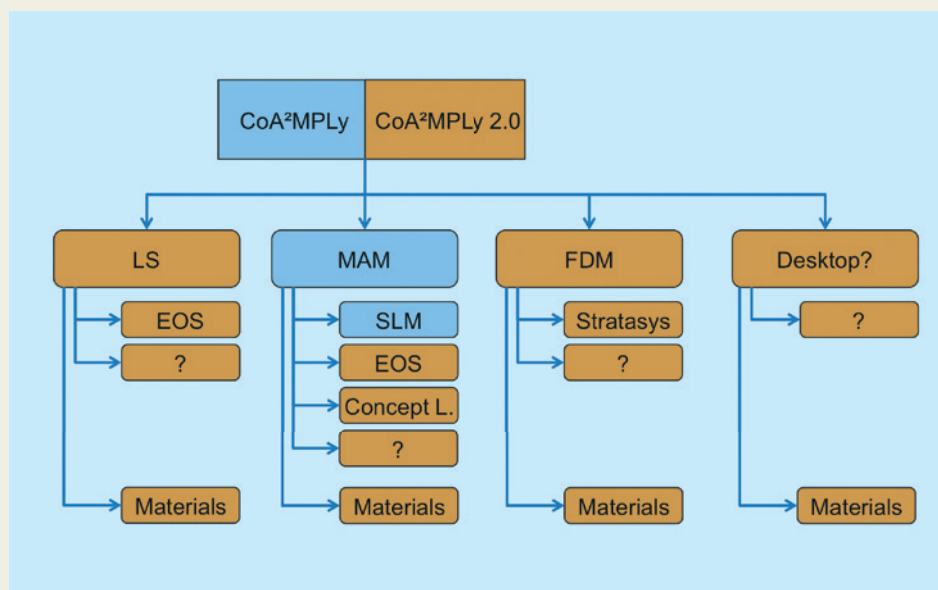 CoA²MPLy
CoA²MPLy 2.0
LS
MAM
FDM
Desktop?
EOS
SLM
Stratasys
?
?
EOS
?
Concept L.
?
Materials
Materials
Materials
Materials